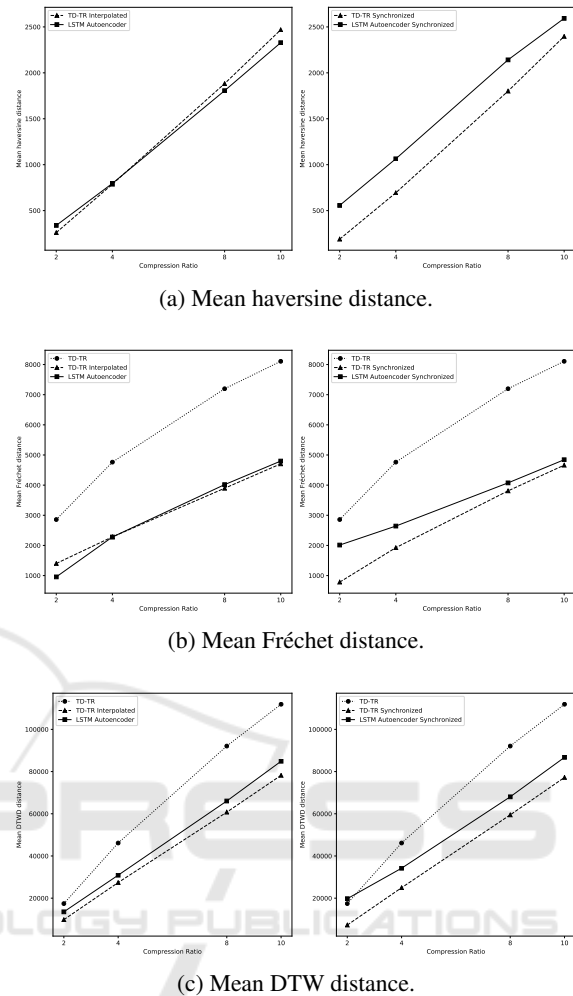 TD-TR Interpolated
LSTM Autoencoder
2500
2000
1500
1000
500
Mean haversine distance
2 4 8 10
Compression Ratio
TD-TR Synchronized
LSTM Autoencoder Synchronized
2500
2000
1500
1000
500
Mean haversine distance
2 4 8 10
Compression Ratio
(a) Mean haversine distance.
TD-TR
TD-TR Interpolated
LSTM Autoencoder
8000
7000
6000
5000
4000
3000
2000
1000
Mean Fréchet distance
2 4 8 10
Compression Ratio
TD-TR
TD-TR Synchronized
LSTM Autoencoder Synchronized
8000
7000
6000
5000
4000
3000
2000
1000
Mean Fréchet distance
2 4 8 10
Compression Ratio
(b) Mean Fréchet distance.
TD-TR
TD-TR Interpolated
LSTM Autoencoder
100000
80000
60000
40000
20000
Mean DTWD distance
2 4 8 10
Compression Ratio
TD-TR
TD-TR Synchronized
LSTM Autoencoder Synchronized
100000
80000
60000
40000
20000
Mean DTWD distance
2 4 8 10
Compression Ratio
PRESS
OLOGY PUBLICATIONS
(c) Mean DTW distance.